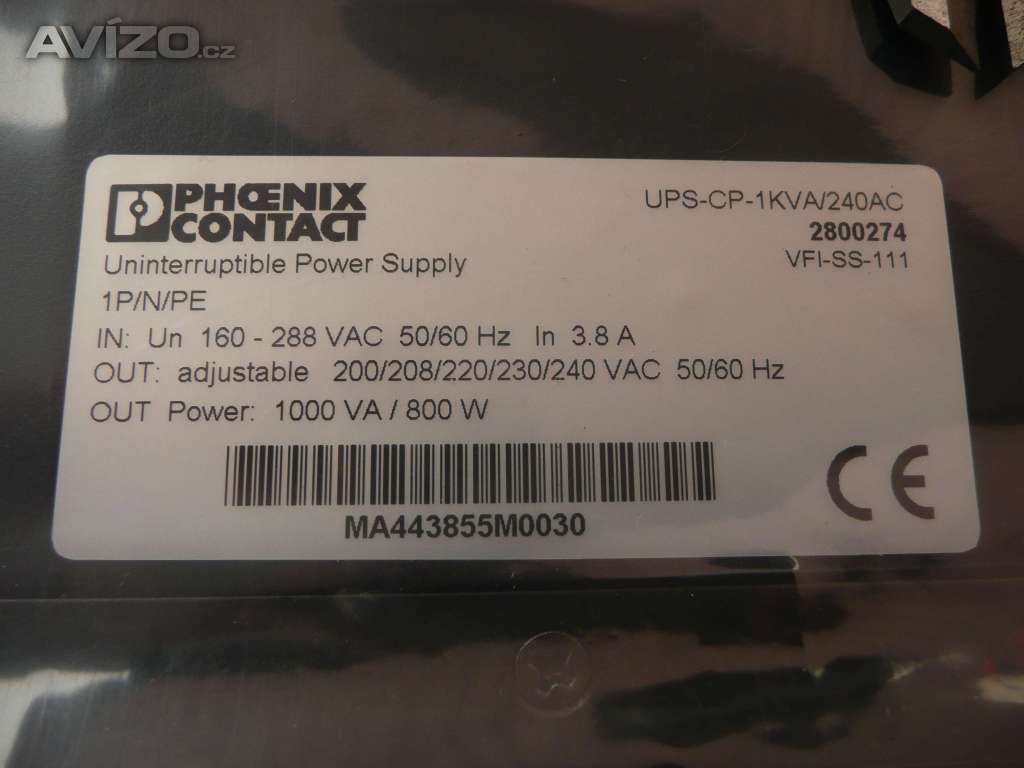 AVÍZO.cz
PHŒNIX
CONTACT
UPS-CP-1KVA/240AC
2800274
VFI-SS-111
Uninterruptible Power Supply
1P/N/PE
IN: Un 160 - 288 VAC 50/60 Hz In 3.8 A
OUT: adjustable 200/208/220/230/240 VAC 50/60 Hz
OUT Power: 1000 VA / 800 W
CE
MA443855M0030